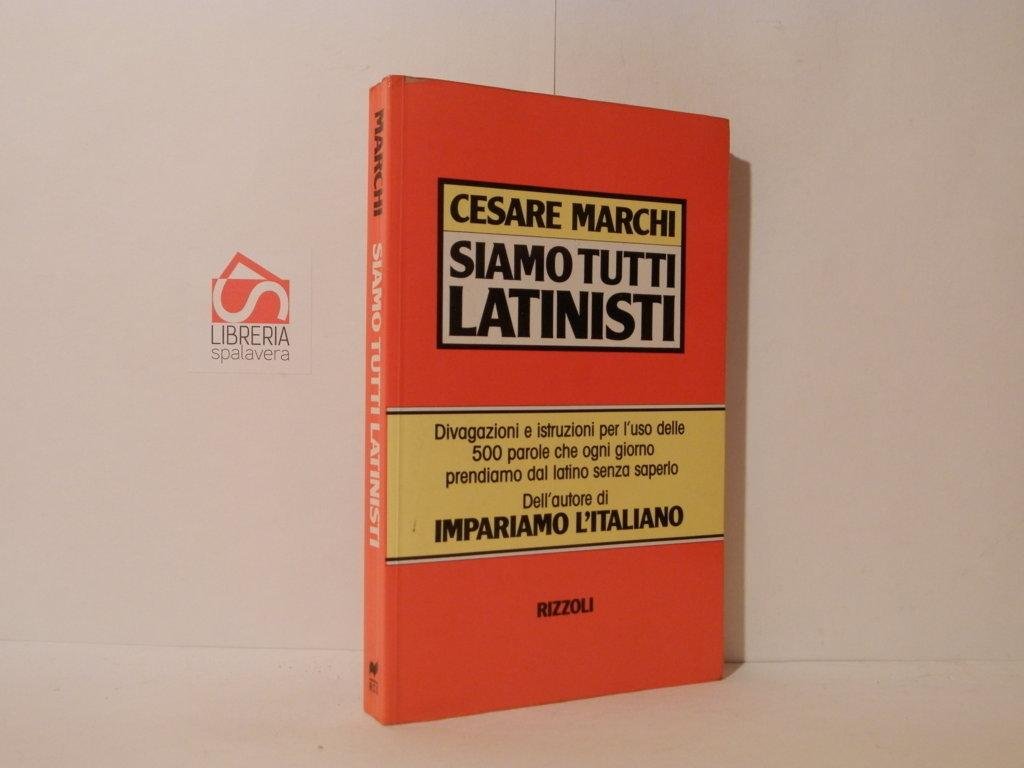 LIBRERIA
spalavera
MARCHI SIAMO TUTTI LATINISTI
CESARE MARCHI
SIAMO TUTTI
LATINISTI
Divagazioni e istruzioni per l'uso delle
500 parole che ogni giorno
prendiamo dal latino senza saperlo
Dell'autore di
IMPARIAMO L'ITALIANO
RIZZOLI